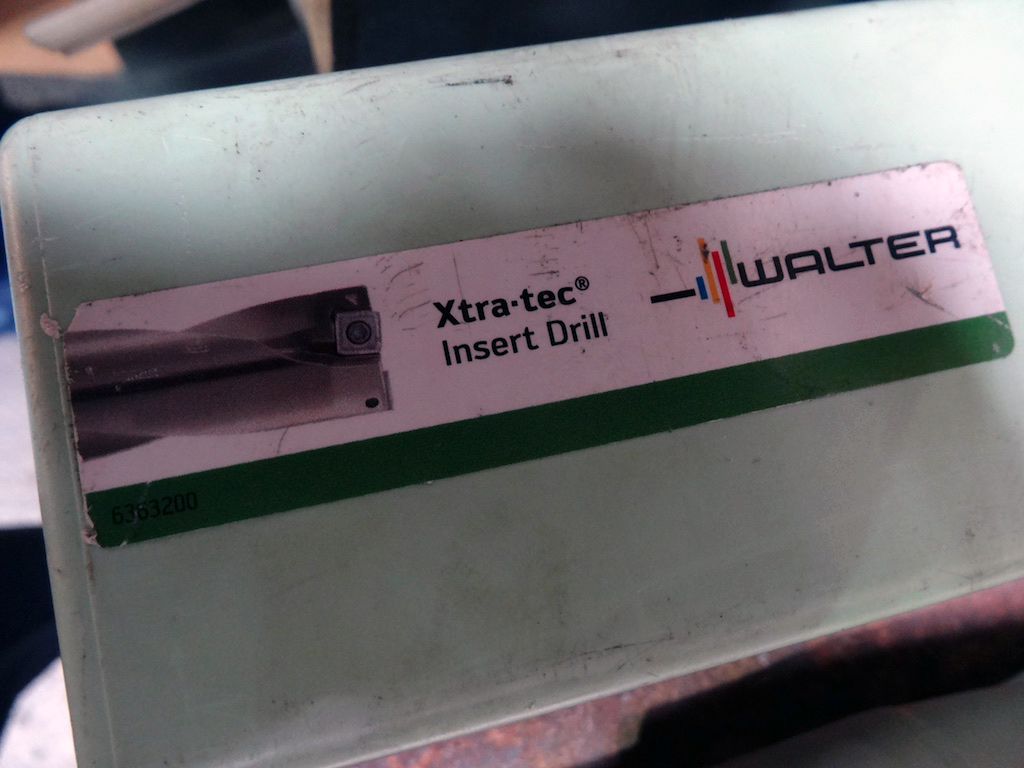 Xtra·tec®
Insert Drill
WALTER
6363200